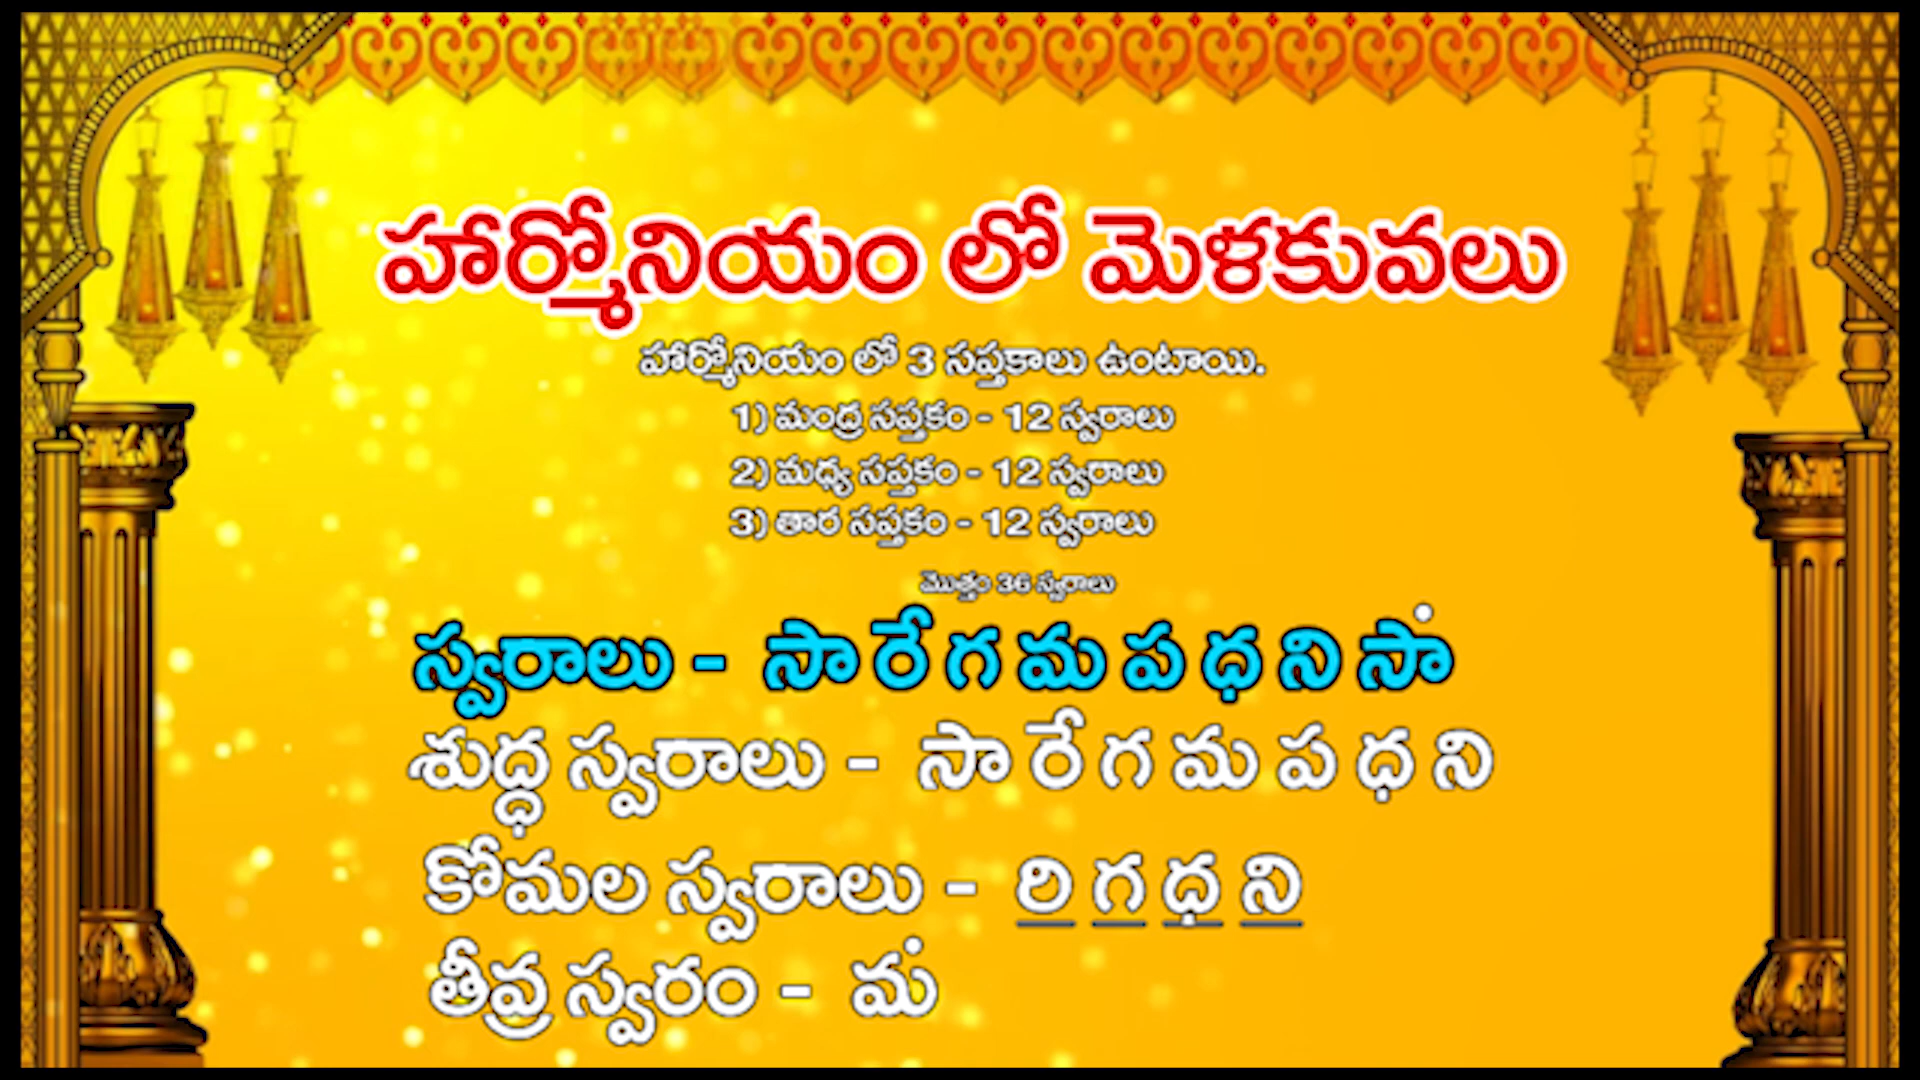 హార్మోనియం లో మెళకువలు
హార్మోనియం లో 3 సప్తకాలు ఉంటాయి.
1) మంద్ర సప్తకం - 12 స్వరాలు
2) మధ్య సప్తకం - 12 స్వరాలు
3) తార సప్తకం - 12 స్వరాలు
మొత్తం 36 స్వరాలు
స్వరాలు - సా రే గ మ ప ధ ని సా̇
శుద్ధ స్వరాలు - సా రే గ మ ప ధ ని
కోమల స్వరాలు - రి గ ధ ని
తీవ్ర స్వరం - మ̇